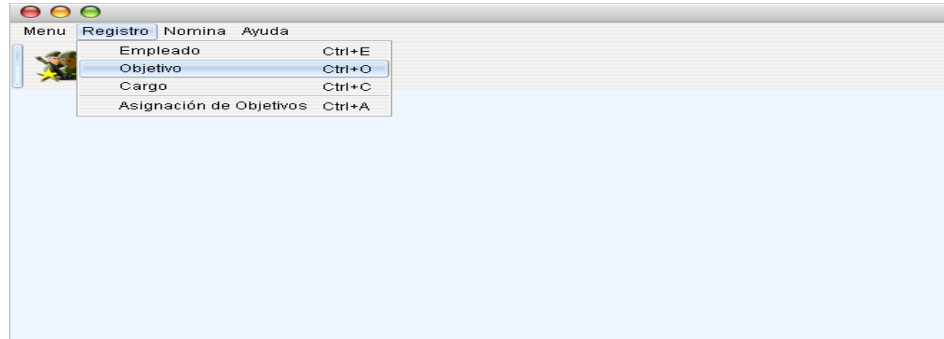 Menu Registro Nomina Ayuda
Empleado Ctrl+E
Objetivo Ctrl+O
Cargo Ctrl+C
Asignación de Objetivos Ctrl+A